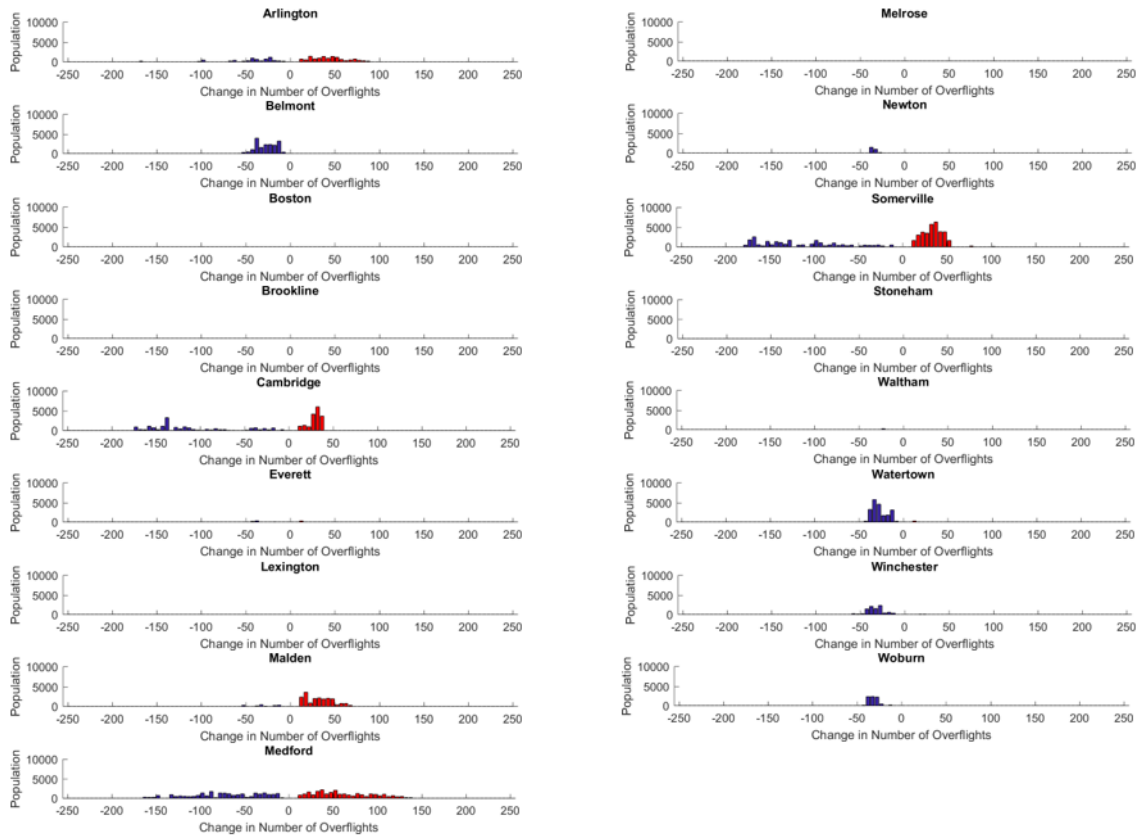 Arlington
Population
10000
5000
0
-250 -200 -150 -100 -50 0 50 100 150 200 250
Change in Number of Overflights
Belmont
Population
10000
5000
0
-250 -200 -150 -100 -50 0 50 100 150 200 250
Change in Number of Overflights
Boston
Population
10000
5000
0
-250 -200 -150 -100 -50 0 50 100 150 200 250
Change in Number of Overflights
Brookline
Population
10000
5000
0
-250 -200 -150 -100 -50 0 50 100 150 200 250
Change in Number of Overflights
Cambridge
Population
10000
5000
0
-250 -200 -150 -100 -50 0 50 100 150 200 250
Change in Number of Overflights
Everett
Population
10000
5000
0
-250 -200 -150 -100 -50 0 50 100 150 200 250
Change in Number of Overflights
Lexington
Population
10000
5000
0
-250 -200 -150 -100 -50 0 50 100 150 200 250
Change in Number of Overflights
Malden
Population
10000
5000
0
-250 -200 -150 -100 -50 0 50 100 150 200 250
Change in Number of Overflights
Medford
Population
10000
5000
0
-250 -200 -150 -100 -50 0 50 100 150 200 250
Change in Number of Overflights
Melrose
Population
10000
5000
0
-250 -200 -150 -100 -50 0 50 100 150 200 250
Change in Number of Overflights
Newton
Population
10000
5000
0
-250 -200 -150 -100 -50 0 50 100 150 200 250
Change in Number of Overflights
Somerville
Population
10000
5000
0
-250 -200 -150 -100 -50 0 50 100 150 200 250
Change in Number of Overflights
Stoneham
Population
10000
5000
0
-250 -200 -150 -100 -50 0 50 100 150 200 250
Change in Number of Overflights
Waltham
Population
10000
5000
0
-250 -200 -150 -100 -50 0 50 100 150 200 250
Change in Number of Overflights
Watertown
Population
10000
5000
0
-250 -200 -150 -100 -50 0 50 100 150 200 250
Change in Number of Overflights
Winchester
Population
10000
5000
0
-250 -200 -150 -100 -50 0 50 100 150 200 250
Change in Number of Overflights
Woburn
Population
10000
5000
0
-250 -200 -150 -100 -50 0 50 100 150 200 250
Change in Number of Overflights